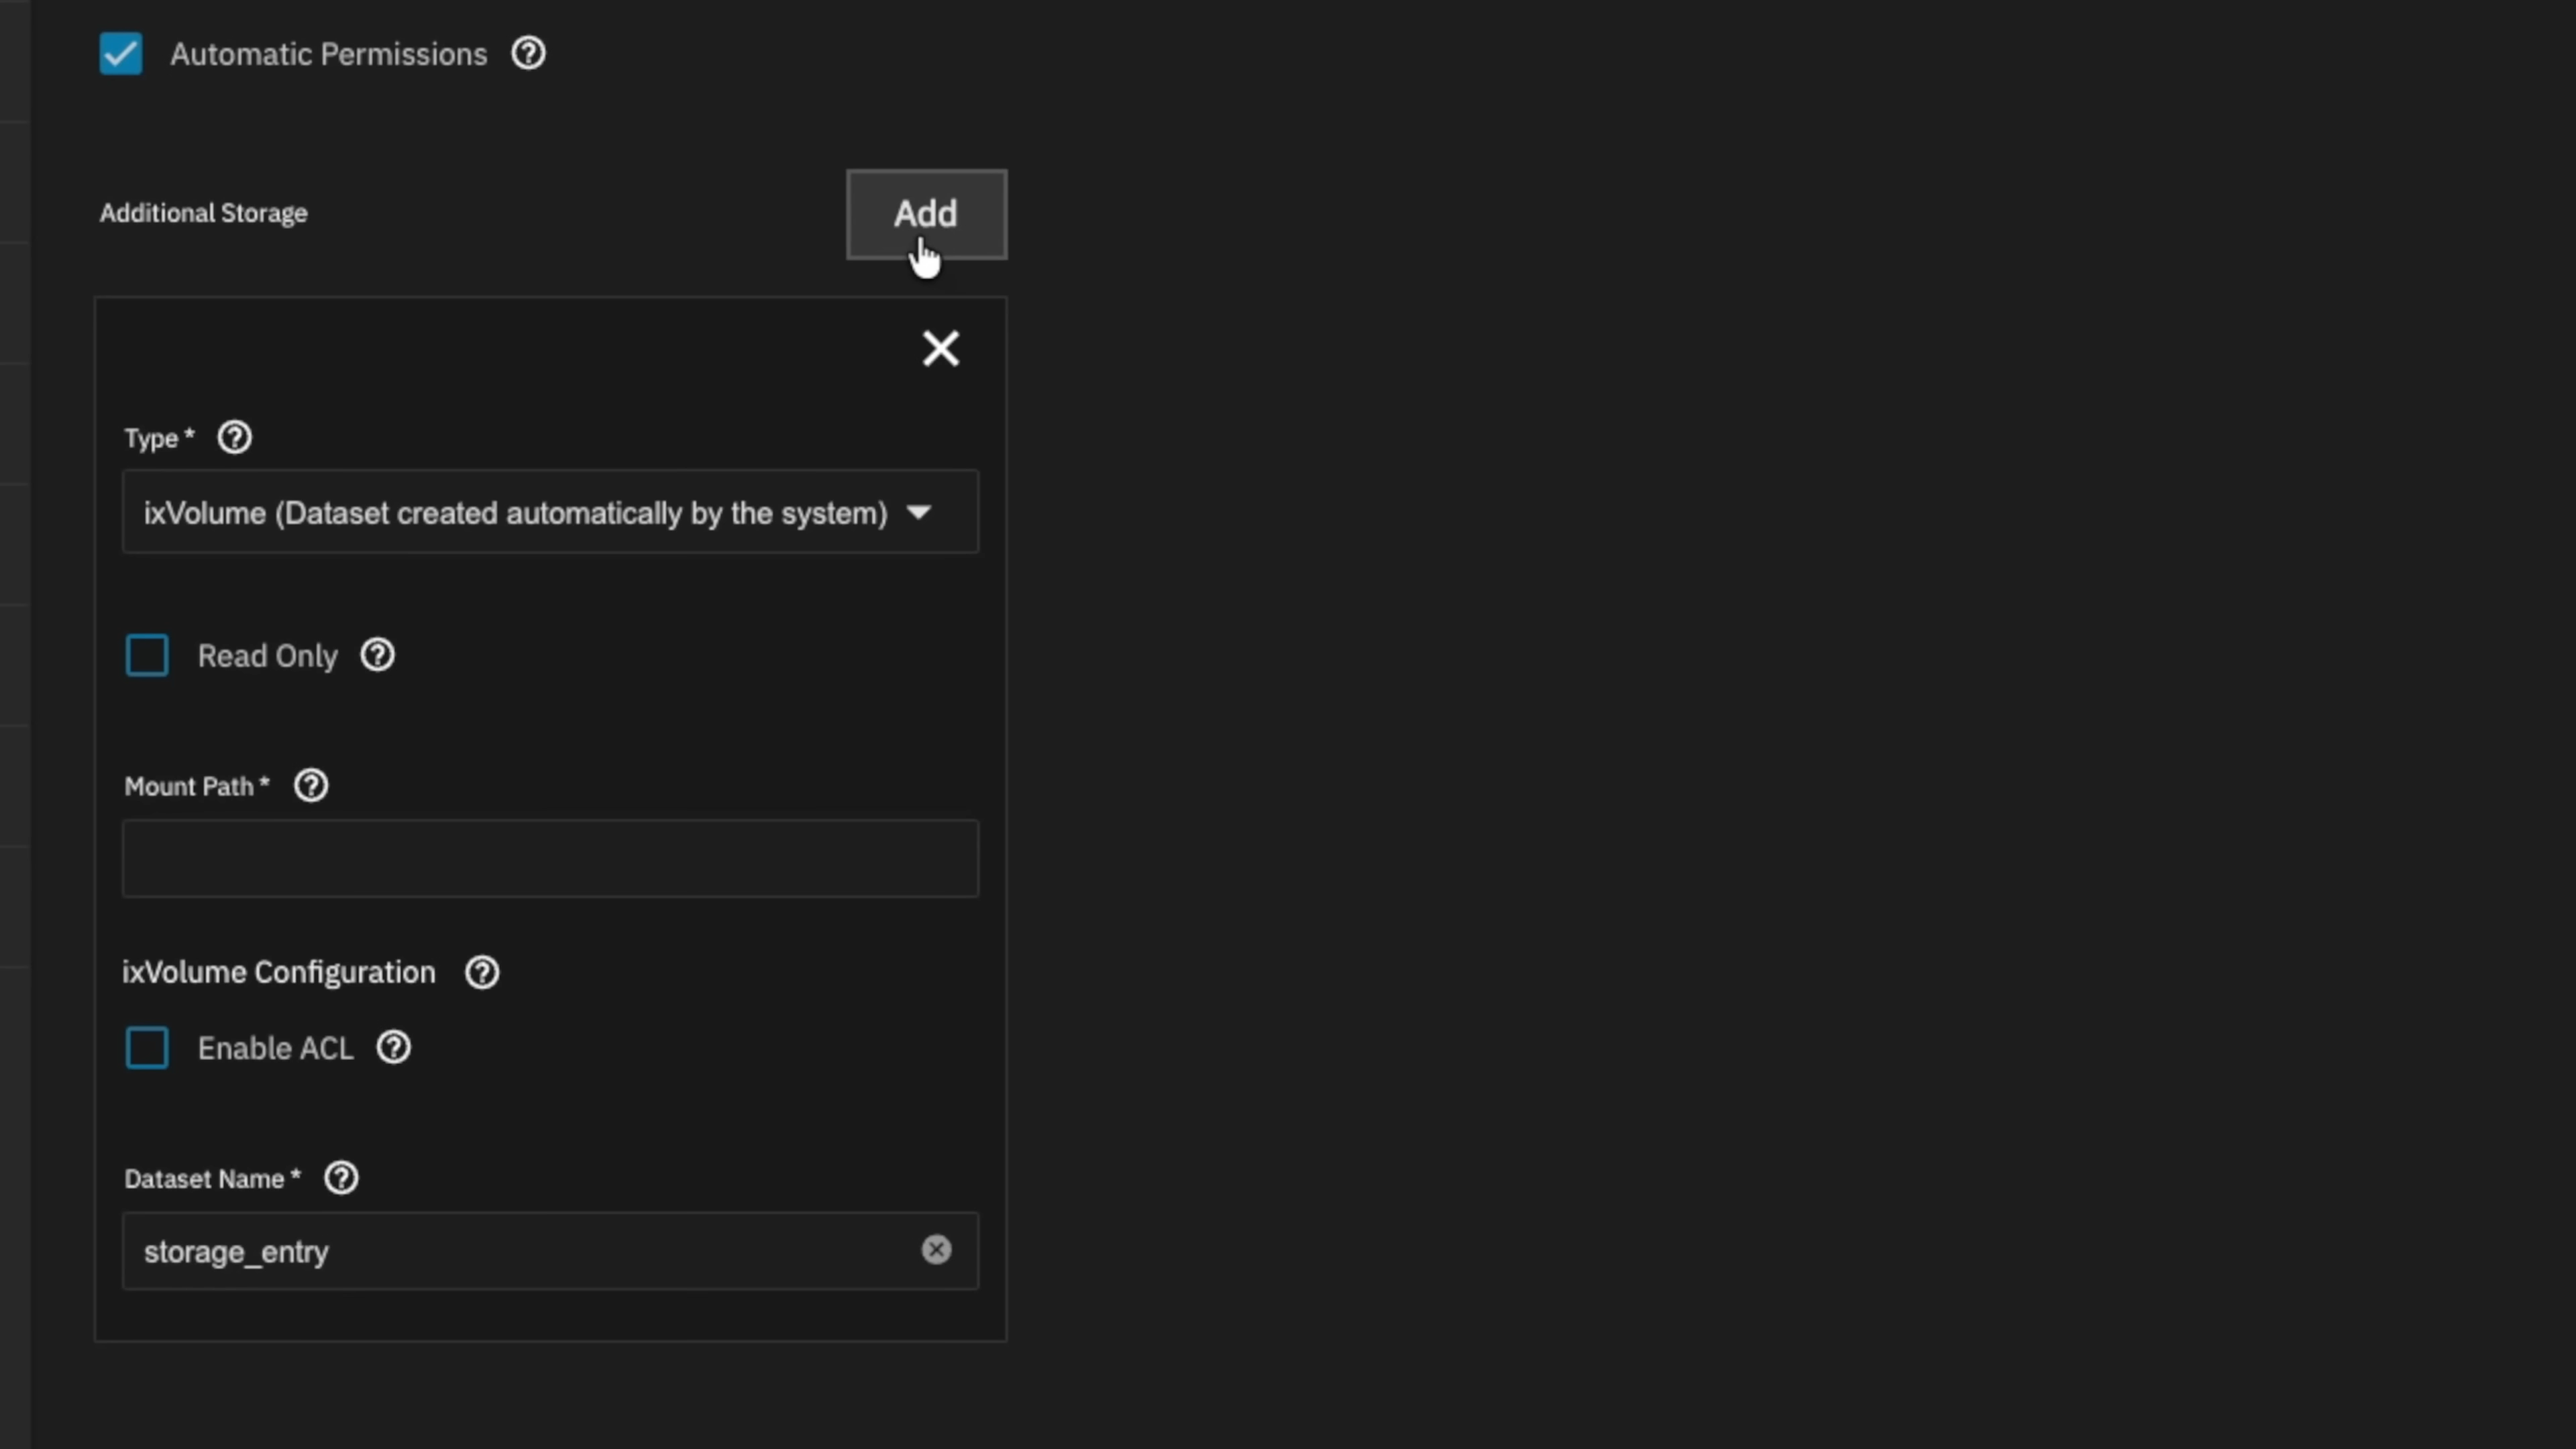 Automatic Permissions
Additional Storage
Add
Type *
ixVolume (Dataset created automatically by the system)
Read Only
Mount Path *
ixVolume Configuration
Enable ACL
Dataset Name *
storage_entry